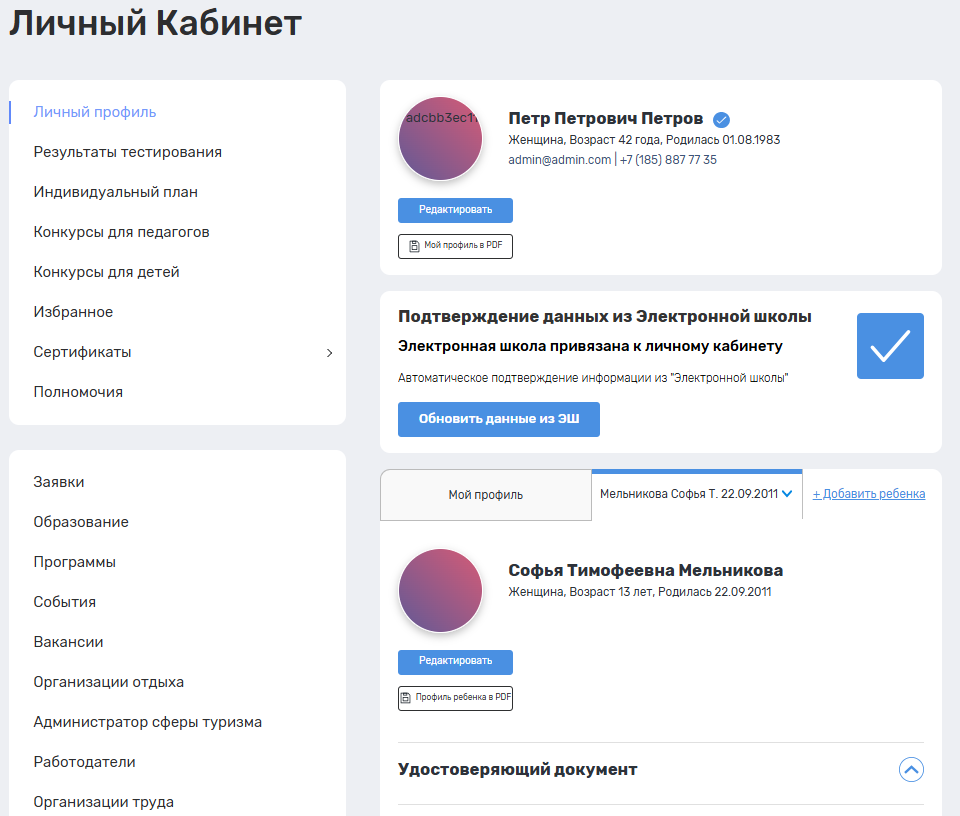 Личный Кабинет
Личный профиль
Результаты тестирования
Индивидуальный план
Конкурсы для педагогов
Конкурсы для детей
Избранное
Сертификаты
Полномочия
Заявки
Образование
Программы
События
Вакансии
Организации отдыха
Администратор сферы туризма
Работодатели
Организации труда
adcbb3ec17
Петр Петрович Петров
Женщина, Возраст 42 года, Родилась 01.08.1983
admin@admin.com | +7 (185) 887 77 35
Редактировать
Мой профиль в PDF
Подтверждение данных из Электронной школы
Электронная школа привязана к личному кабинету
Автоматическое подтверждение информации из "Электронной школы"
Обновить данные из ЭШ
Мой профиль
Мельникова Софья Т. 22.09.2011
+ Добавить ребенка
Софья Тимофеевна Мельникова
Женщина, Возраст 13 лет, Родилась 22.09.2011
Редактировать
Профиль ребенка в PDF
Удостоверяющий документ